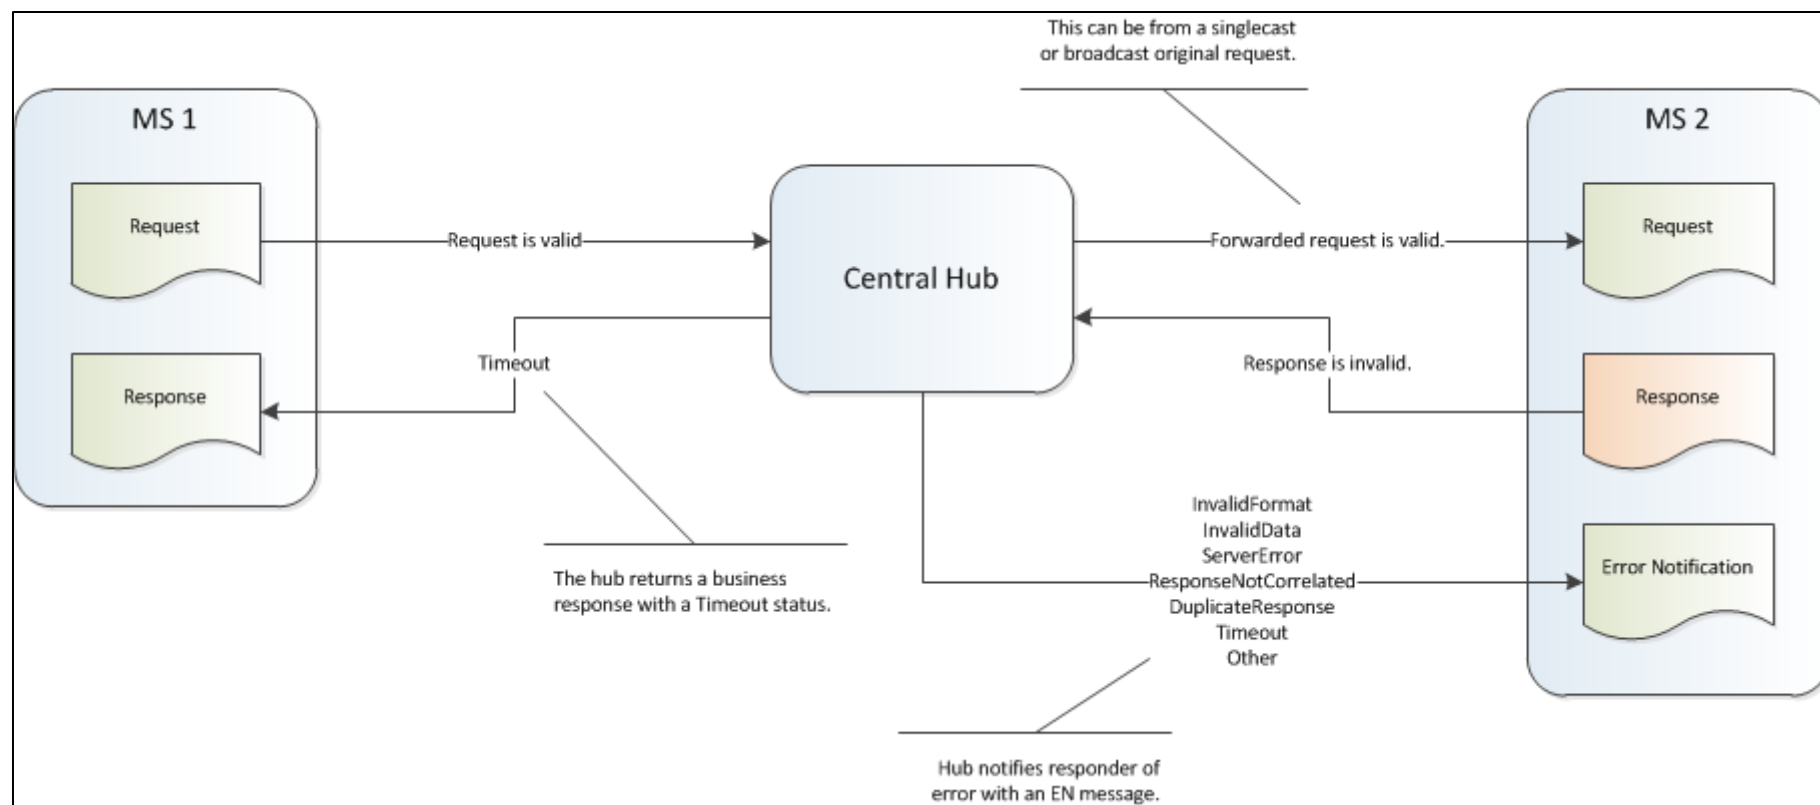 This can be from a singlecast
or broadcast original request.
MS 1
MS 2
Request
Request is valid
Forwarded request is valid.
Request
Central Hub
Timeout
Response is invalid.
Response
Response
InvalidFormat
InvalidData
ServerError
ResponseNotCorrelated
DuplicateResponse
Timeout
Other
Error Notification
The hub returns a business
response with a Timeout status.
Hub notifies responder of
error with an EN message.